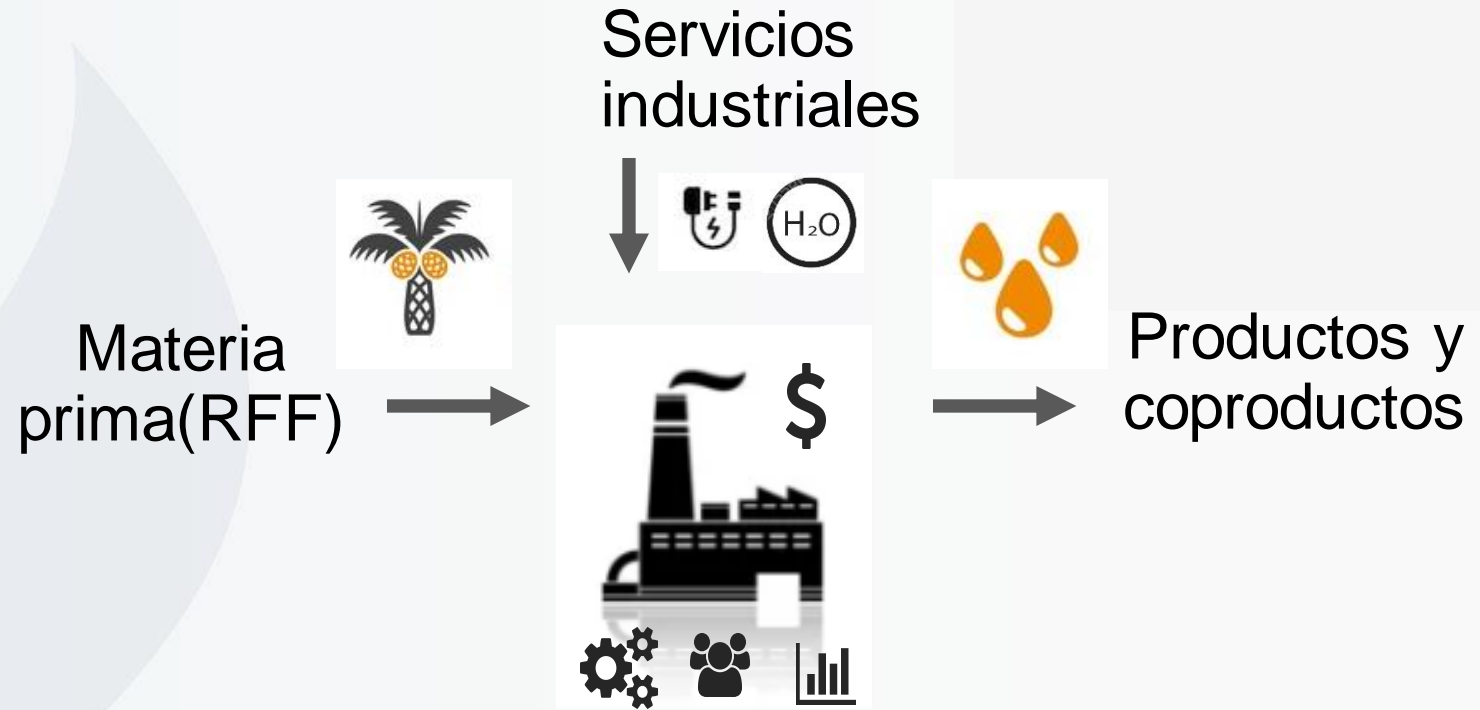 Servicios
industriales
H₂O
Materia
prima(RFF)
$
Productos y
coproductos